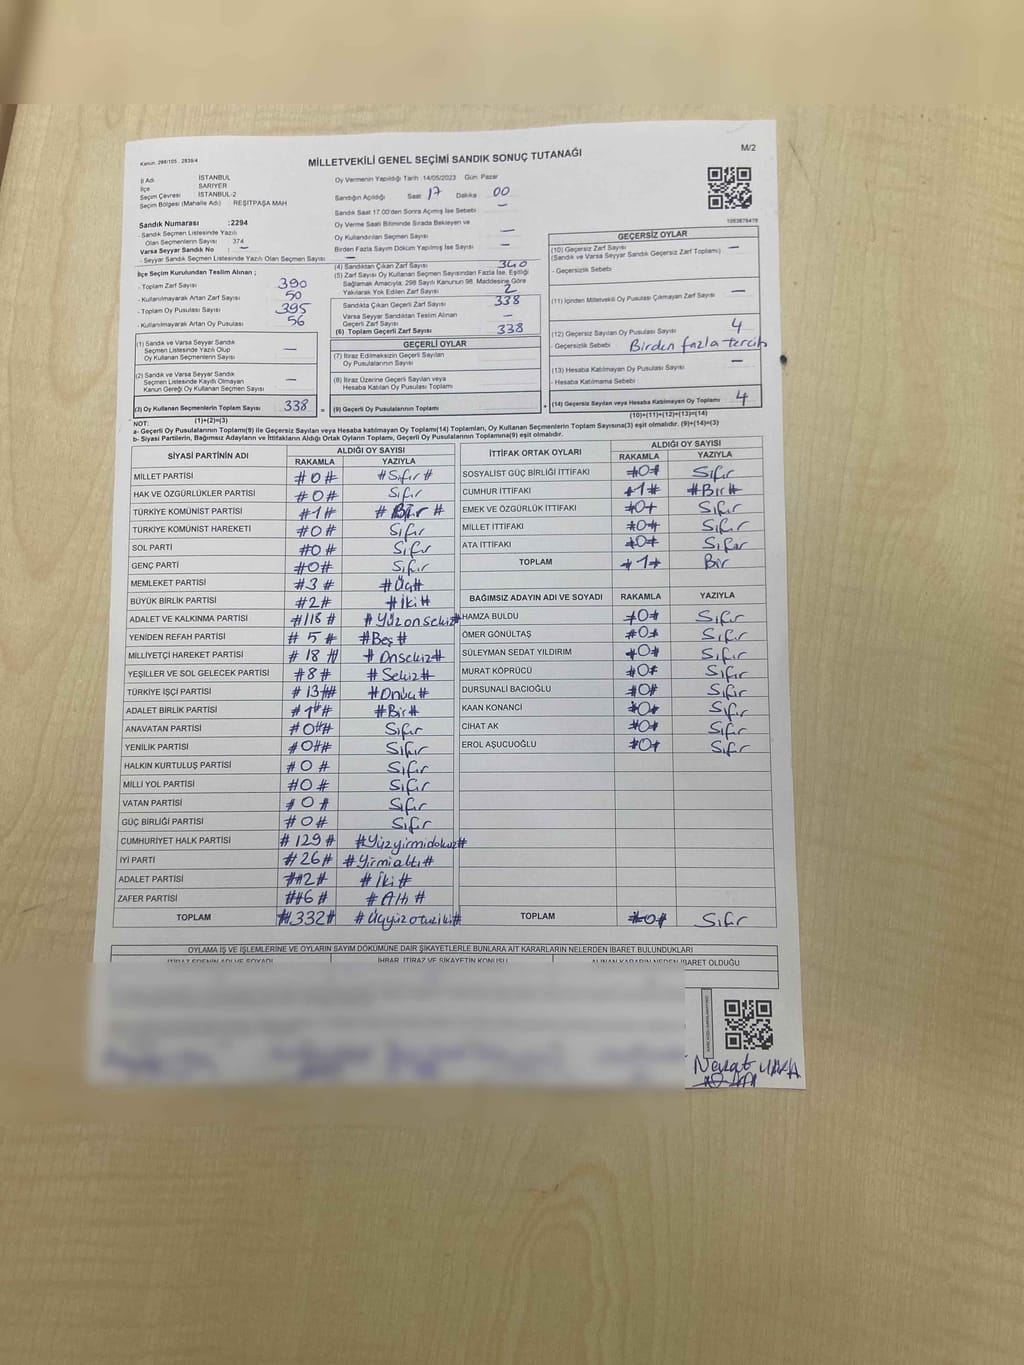 Kanun: 298/105 , 2839/4
MİLLETVEKİLİ GENEL SEÇİMİ SANDIK SONUÇ TUTANAĞI
M/2
İl Adı İSTANBUL
İlçe SARIYER
Seçim Çevresi İSTANBUL-2
Seçim Bölgesi (Mahalle Adı) REŞİTPAŞA MAH
Sandık Numarası :2294
- Sandık Seçmen Listesinde Yazılı
Olan Seçmenlerin Sayısı 374
Varsa Seyyar Sandık No : —
- Seyyar Sandık Seçmen Listesinde Yazılı Olan Seçmen Sayısı —
Oy Vermenin Yapıldığı Tarih :14/05/2023 Gün: Pazar
Sandığın Açıldığı Saat 17 Dakika 00
Sandık Saat 17.00'den Sonra Açmış İse Sebebi —
Oy Verme Saati Bitiminde Sırada Bekleyen ve
Oy Kullandırılan Seçmen Sayısı —
Birden Fazla Sayım Döküm Yapılmış İse Sayısı —
İlçe Seçim Kurulundan Teslim Alınan ;
- Toplam Zarf Sayısı 390
- Kullanılmayarak Artan Zarf Sayısı 50
- Toplam Oy Pusulası Sayısı 395
- Kullanılmayarak Artan Oy Pusulası 56
(1) Sandık ve Varsa Seyyar Sandık
Seçmen Listesinde Yazılı Olup
Oy Kullanan Seçmenlerin Sayısı —
(2) Sandık ve Varsa Seyyar Sandık
Seçmen Listesinde Kayıtlı Olmayan
Kanun Gereği Oy Kullanan Seçmen Sayısı —
(3) Oy Kullanan Seçmenlerin Toplam Sayısı 338
(1)+(2)=(3)
(4) Sandıktan Çıkan Zarf Sayısı 340
(5) Zarf Sayısı Oy Kullanan Seçmen Sayısından Fazla İse, Eşitliği
Sağlamak Amacıyla; 298 Sayılı Kanunun 98. Maddesine Göre
Yakılarak Yok Edilen Zarf Sayısı 2
Sandıkta Çıkan Geçerli Zarf Sayısı 338
Varsa Seyyar Sandıktan Teslim Alınan
Geçerli Zarf Sayısı —
(6) Toplam Geçerli Zarf Sayısı 338
GEÇERLİ OYLAR
(7) İtiraz Edilmeksizin Geçerli Sayılan
Oy Pusulalarının Sayısı
(8) İtiraz Üzerine Geçerli Sayılan veya
Hesaba Katılan Oy Pusulası Toplamı
= (9) Geçerli Oy Pusulalarının Toplamı
GEÇERSİZ OYLAR
(10) Geçersiz Zarf Sayısı —
(Sandık ve Varsa Seyyar Sandık Geçersiz Zarf Toplamı)
- Geçersizlik Sebebi
(11) İçinden Milletvekili Oy Pusulası Çıkmayan Zarf Sayısı —
(12) Geçersiz Sayılan Oy Pusulası Sayısı 4
- Geçersizlik Sebebi Birden fazla tercih
(13) Hesaba Katılmayan Oy Pusulası Sayısı —
- Hesaba Katılmama Sebebi
+ (14) Geçersiz Sayılan veya Hesaba Katılmayan Oy Toplamı 4
(10)+(11)+(12)+(13)=(14)
NOT:
a- Geçerli Oy Pusulalarının Toplamı(9) ile Geçersiz Sayılan veya Hesaba katılmayan Oy Toplamı(14) Toplamları, Oy Kullanan Seçmenlerin Toplam Sayısına(3) eşit olmalıdır. (9)+(14)=(3)
b- Siyasi Partilerin, Bağımsız Adayların ve İttifakların Aldığı Ortak Oyların Toplamı, Geçerli Oy Pusulalarının Toplamına(9) eşit olmalıdır.
SİYASİ PARTİNİN ADI ALDIĞI OY SAYISI
RAKAMLA YAZIYLA
MİLLET PARTİSİ #0# #Sıfır#
HAK VE ÖZGÜRLÜKLER PARTİSİ #0# Sıfır
TÜRKİYE KOMÜNİST PARTİSİ #1# #Bir#
TÜRKİYE KOMÜNİST HAREKETİ #0# Sıfır
SOL PARTİ #0# Sıfır
GENÇ PARTİ #0# Sıfır
MEMLEKET PARTİSİ #3# #Üç#
BÜYÜK BİRLİK PARTİSİ #2# #İki#
ADALET VE KALKINMA PARTİSİ #118# #Yüzonsekiz#
YENİDEN REFAH PARTİSİ #5# #Beş#
MİLLİYETÇİ HAREKET PARTİSİ #18# #Onsekiz#
YEŞİLLER VE SOL GELECEK PARTİSİ #8# #Sekiz#
TÜRKİYE İŞÇİ PARTİSİ #13## #Onüç#
ADALET BİRLİK PARTİSİ #1## #Bir#
ANAVATAN PARTİSİ #0## Sıfır
YENİLİK PARTİSİ #0## Sıfır
HALKIN KURTULUŞ PARTİSİ #0# Sıfır
MİLLİ YOL PARTİSİ #0# Sıfır
VATAN PARTİSİ #0# Sıfır
GÜÇ BİRLİĞİ PARTİSİ #0# Sıfır
CUMHURİYET HALK PARTİSİ #129# #Yüzyirmidokuz#
İYİ PARTİ #26# #Yirmialtı#
ADALET PARTİSİ ##2# #İki#
ZAFER PARTİSİ ##6# #Altı#
TOPLAM #332# #Üçyüzotuziki#
İTTİFAK ORTAK OYLARI ALDIĞI OY SAYISI
RAKAMLA YAZIYLA
SOSYALİST GÜÇ BİRLİĞİ İTTİFAKI #0# Sıfır
CUMHUR İTTİFAKI #1# #Bir#
EMEK VE ÖZGÜRLÜK İTTİFAKI #0# Sıfır
MİLLET İTTİFAKI #0# Sıfır
ATA İTTİFAKI #0# Sıfır
TOPLAM #1# Bir
BAĞIMSIZ ADAYIN ADI VE SOYADI RAKAMLA YAZIYLA
HAMZA BULDU #0# Sıfır
ÖMER GÖNÜLTAŞ #0# Sıfır
SÜLEYMAN SEDAT YILDIRIM #0# Sıfır
MURAT KÖPRÜCÜ #0# Sıfır
DURSUNALİ BACIOĞLU #0# Sıfır
KAAN KONANCİ #0# Sıfır
CİHAT AK #0# Sıfır
EROL AŞUCUOĞLU #0# Sıfır
TOPLAM #0# Sıfır
OYLAMA İŞ VE İŞLEMLERİNE VE OYLARIN SAYIM DÖKÜMÜNE DAİR ŞİKAYETLERLE BUNLARA AİT KARARLARIN NELERDEN İBARET BULUNDUKLARI
İTİRAZ EDENİN ADI VE SOYADI İHBAR, İTİRAZ VE ŞİKAYETİN KONUSU ALINAN KARARIN NEDEN İBARET OLDUĞU